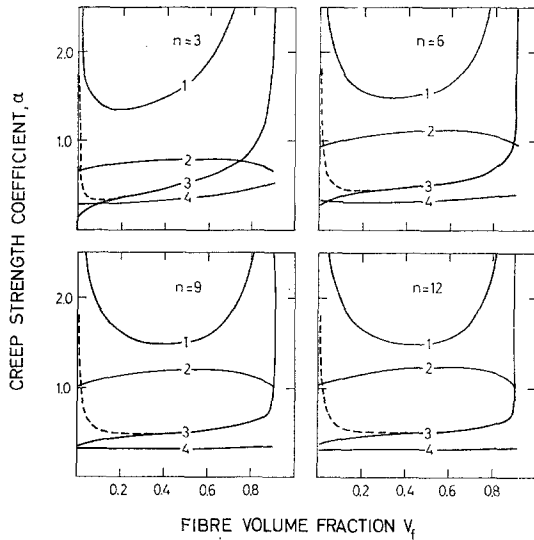 CREEP STRENGTH COEFFICIENT, α
2.0
1.0
n=3
1
2
3
4
n=6
1
2
3
4
2.0
1.0
n=9
1
2
3
4
n=12
1
2
3
4
0.2 0.4 0.6 0.8
0.2 0.4 0.6 0.8
FIBRE VOLUME FRACTION Vf